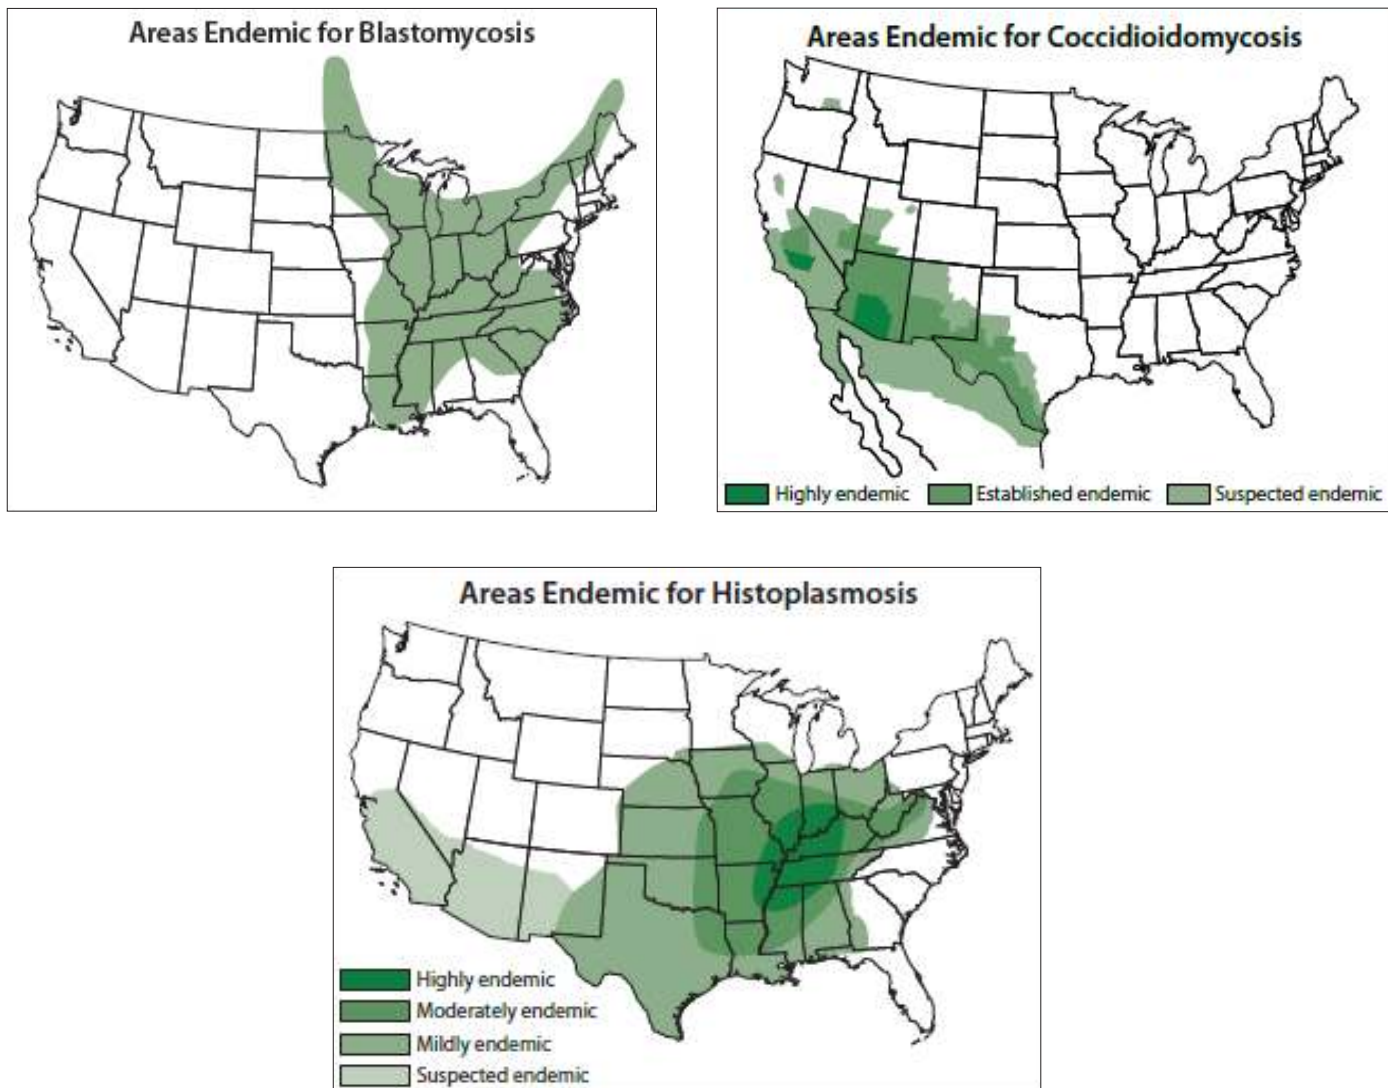 Areas Endemic for Blastomycosis
Areas Endemic for Coccidioidomycosis
Highly endemic Established endemic Suspected endemic
Areas Endemic for Histoplasmosis
Highly endemic
Moderately endemic
Mildly endemic
Suspected endemic